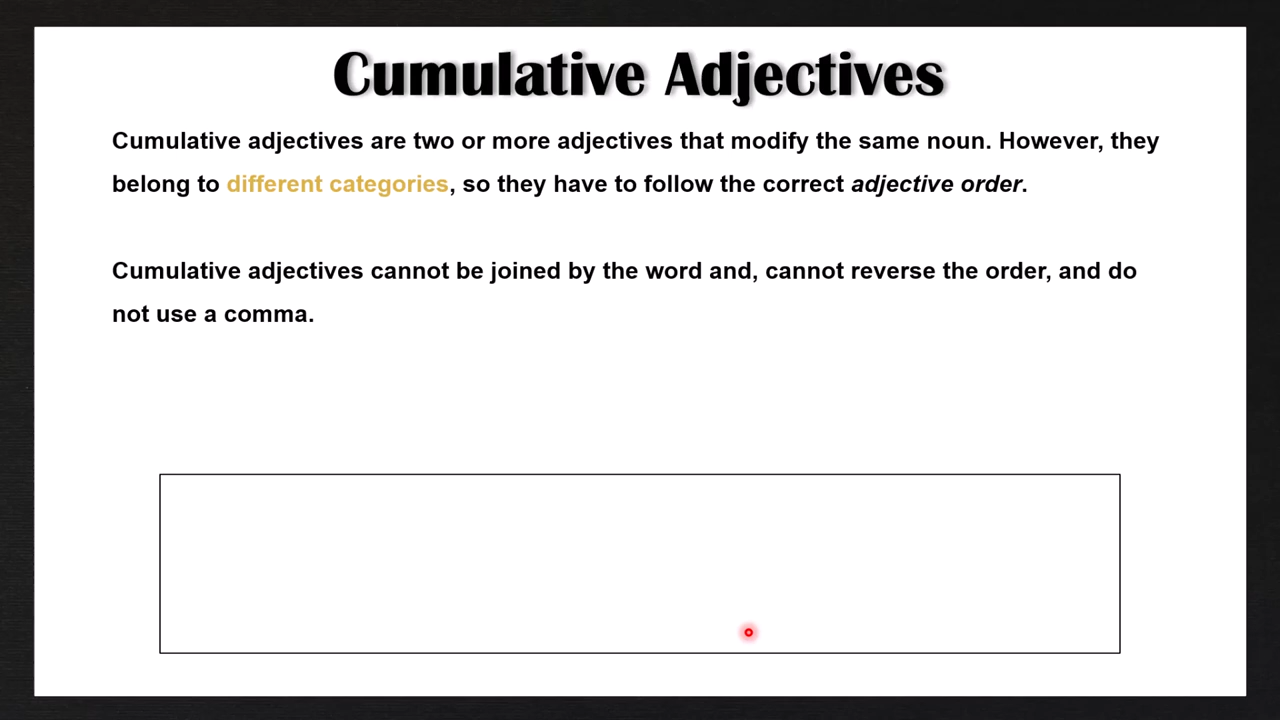 Cumulative Adjectives
Cumulative adjectives are two or more adjectives that modify the same noun. However, they
belong to different categories, so they have to follow the correct adjective order.
Cumulative adjectives cannot be joined by the word and, cannot reverse the order, and do
not use a comma.